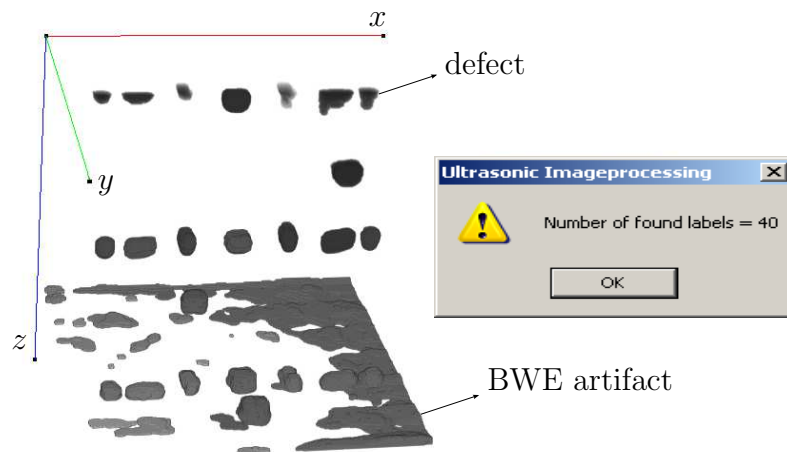 x
defect
y
Ultrasonic Imageprocessing
Number of found labels = 40
OK
z
BWE artifact